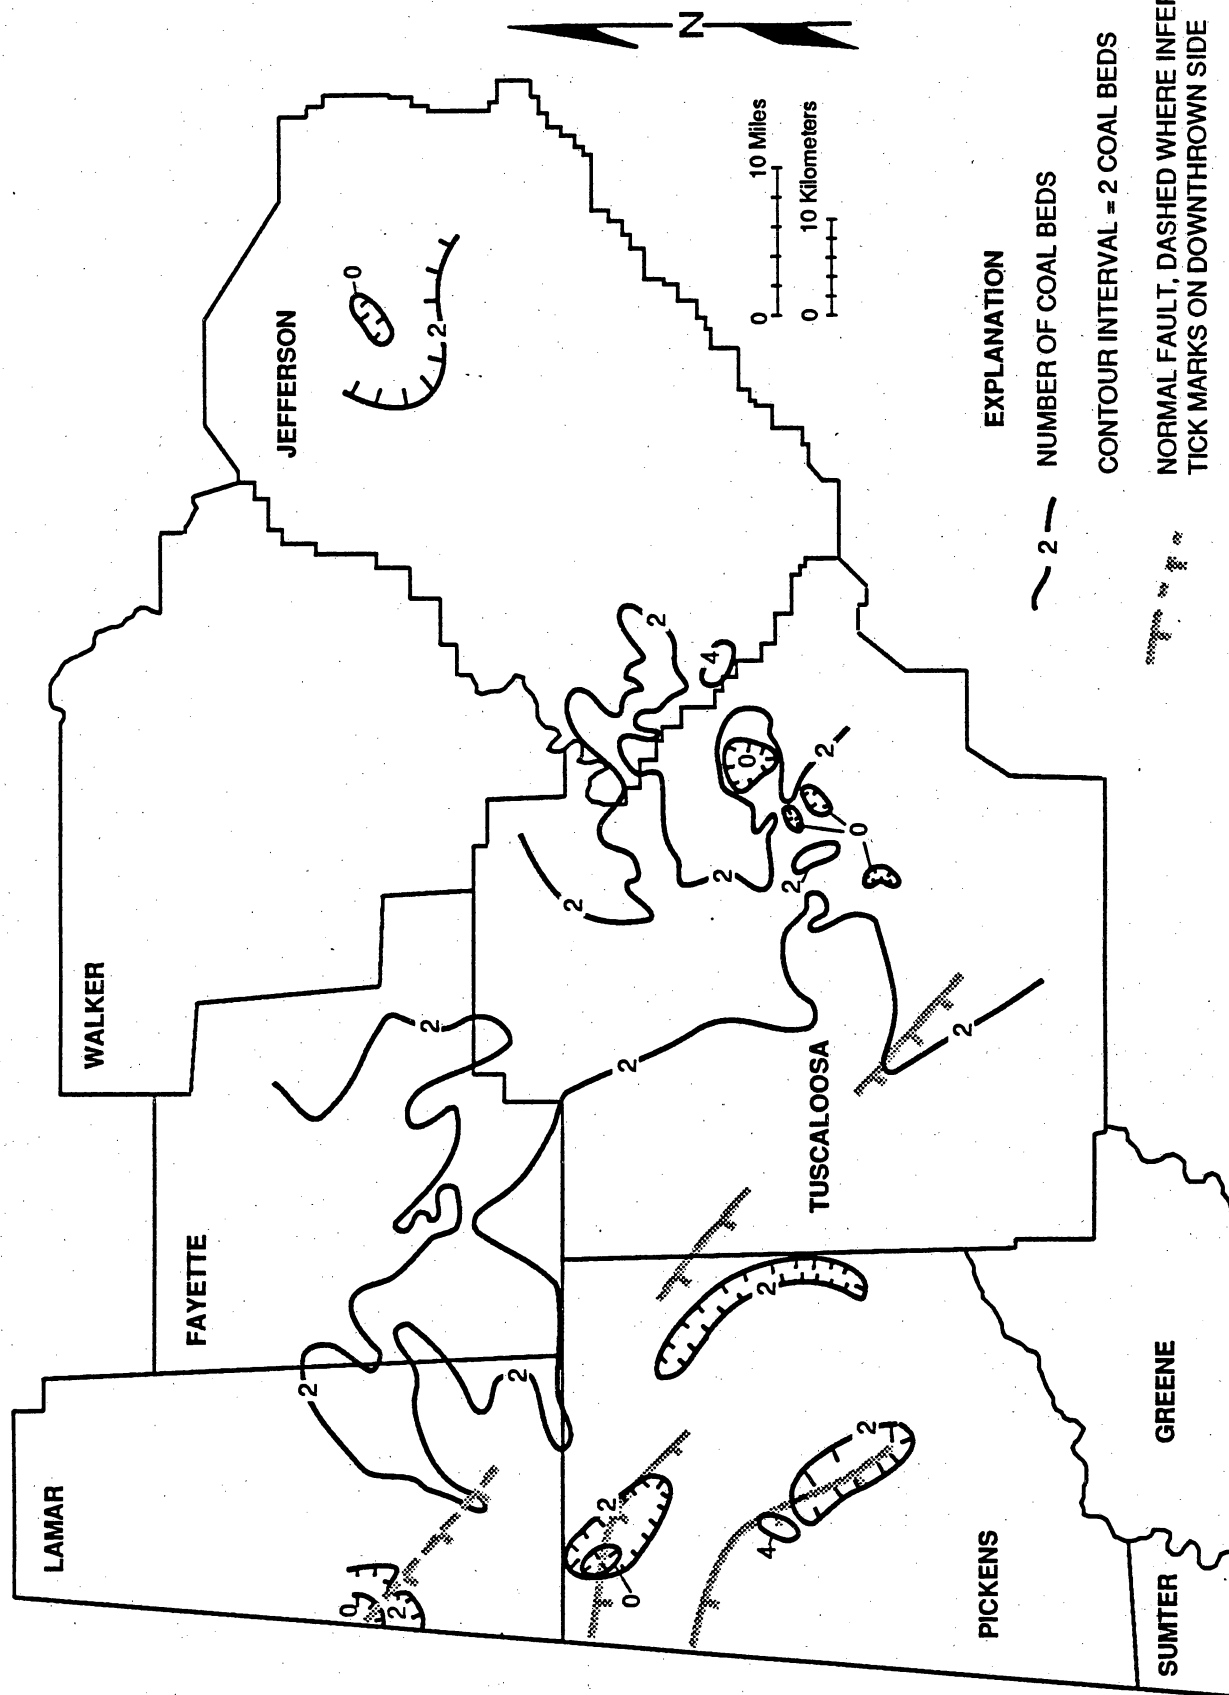 N
LAMAR
FAYETTE
WALKER
JEFFERSON
PICKENS
TUSCALOOSA
SUMTER
GREENE
0
2
2
2
2
0
2
2
4
2
2
2
2
2
2
2
0
2
0
2
4
0
2
0 10 Miles
0 10 Kilometers
EXPLANATION
2 NUMBER OF COAL BEDS
CONTOUR INTERVAL = 2 COAL BEDS
NORMAL FAULT, DASHED WHERE INFER
TICK MARKS ON DOWNTHROWN SIDE